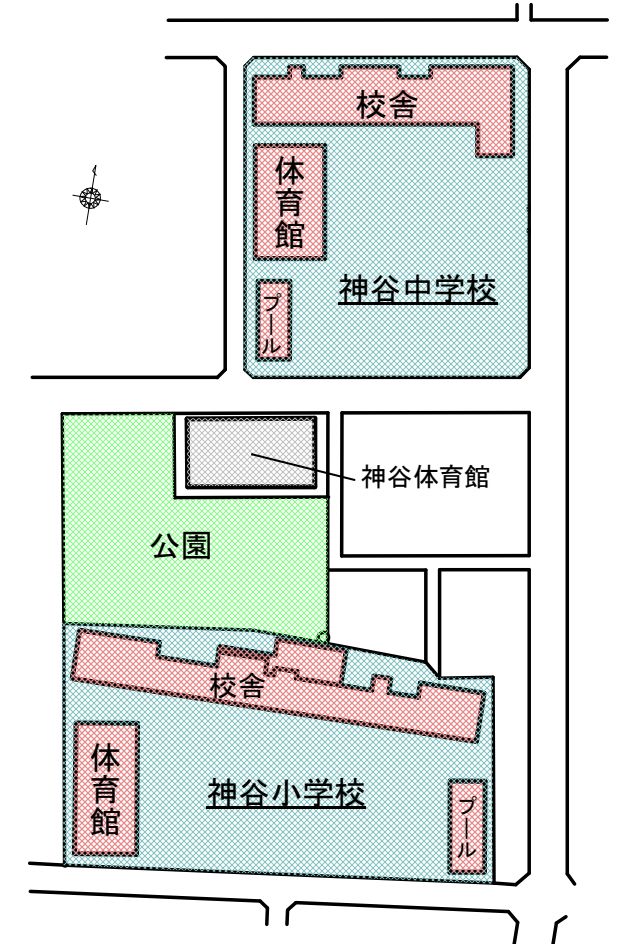 校舎
体育館
神谷中学校
プール
神谷体育館
公園
校舎
体育館
神谷小学校
プール